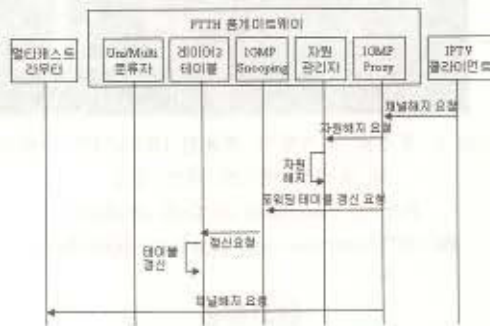 FTTH 홈게이트웨이
멀티캐스트
라우터
Uni/Multi
분류자
레이어2
테이블
IGMP
Snooping
자원
관리자
IGMP
Proxy
IPTV
클라이언트
채널해지 요청
자원해지 요청
자원
해지
포워딩 테이블 갱신 요청
갱신요청
테이블
갱신
채널해지 요청